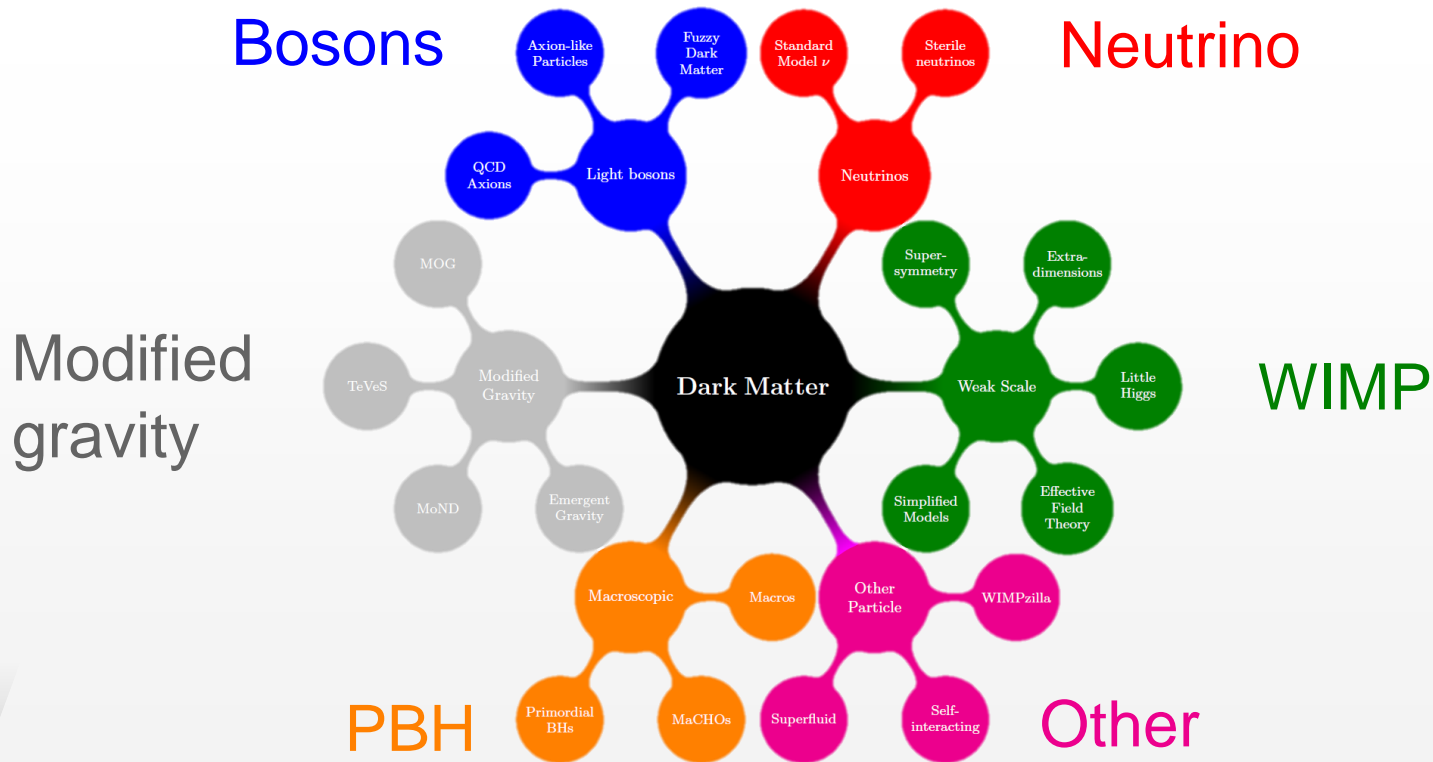 Bosons
Axion-like
Particles
Fuzzy
Dark
Matter
Standard
Model ν
Sterile
neutrinos
Neutrino
QCD
Axions
Light bosons
Neutrinos
MOG
Super-
symmetry
Extra-
dimensions
Modified
gravity
TeVeS
Modified
Gravity
Dark Matter
Weak Scale
Little
Higgs
WIMP
MoND
Emergent
Gravity
Simplified
Models
Effective
Field
Theory
Macroscopic
Macros
Other
Particle
WIMPzilla
PBH
Primordial
BHs
MaCHOs
Superfluid
Self-
interacting
Other